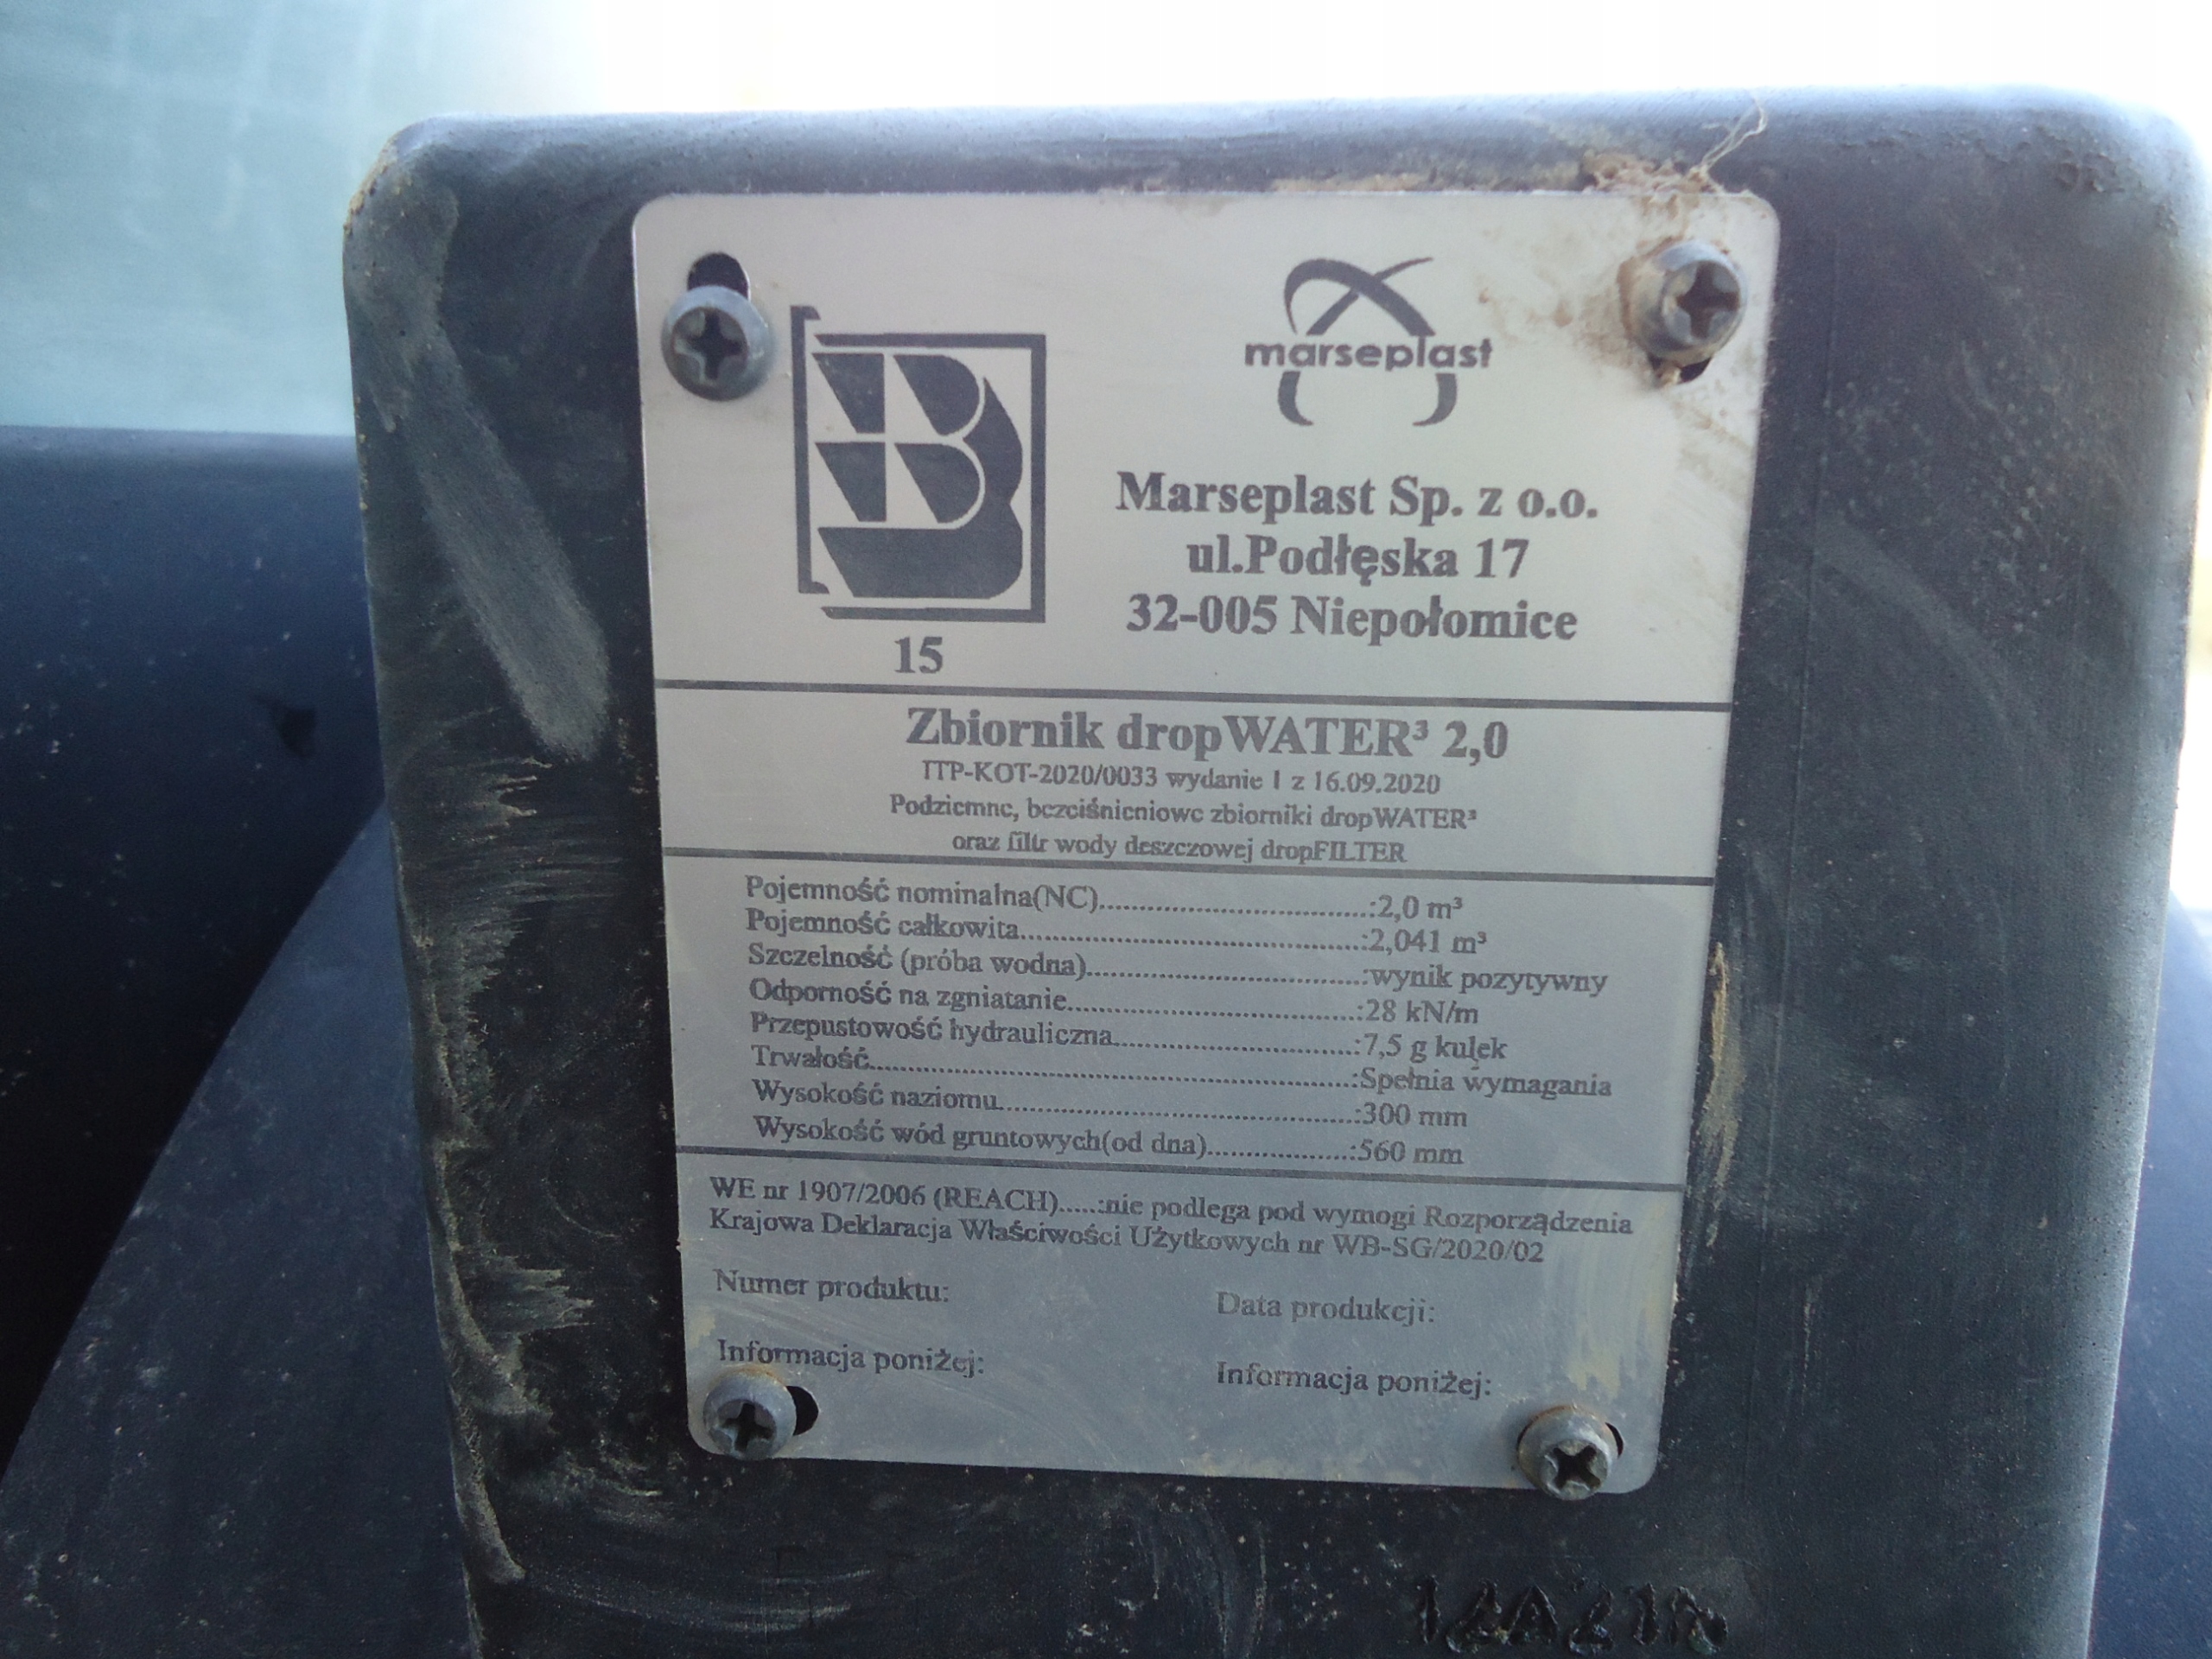 marseplast
Marseplast Sp. z o.o.
ul.Podłęska 17
32-005 Niepołomice
15
Zbiornik dropWATER³ 2,0
ITP-KOT-2020/0033 wydanie 1 z 16.09.2020
Podziemne, bezciśnieniowe zbiorniki dropWATER³
oraz filtr wody deszczowej dropFILTER
Pojemność nominalna(NC)..................................:2,0 m³
Pojemność całkowita...........................................:2,041 m³
Szczelność (próba wodna)...................................:wynik pozytywny
Odporność na zgniatanie....................................:28 kN/m
Przepustowość hydrauliczna..............................:7,5 g kulek
Trwałość.............................................................:Spełnia wymagania
Wysokość naziomu.............................................:300 mm
Wysokość wód gruntowych(od dna)..................:560 mm
WE nr 1907/2006 (REACH).....:nie podlega pod wymogi Rozporządzenia
Krajowa Deklaracja Właściwości Użytkowych nr WB-SG/2020/02
Numer produktu:
Data produkcji:
Informacja poniżej:
Informacja poniżej: